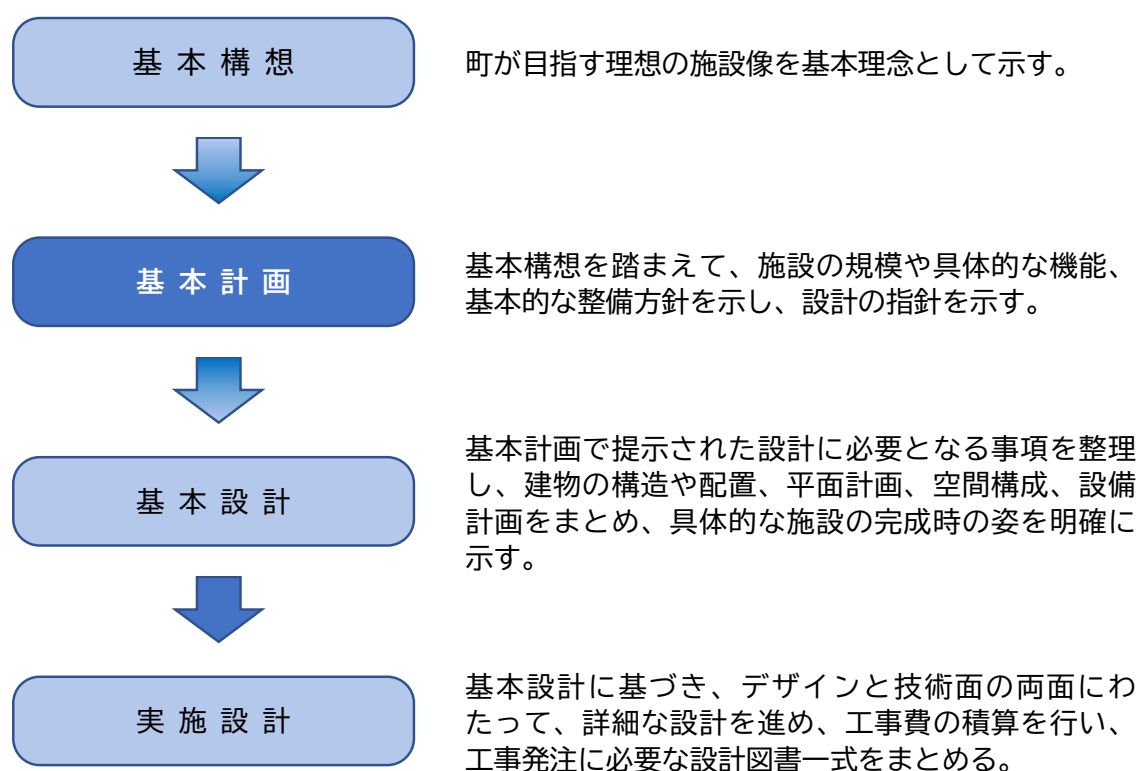 基本構想
町が目指す理想の施設像を基本理念として示す。
基本計画
基本構想を踏まえて、施設の規模や具体的な機能、
基本的な整備方針を示し、設計の指針を示す。
基本設計
基本計画で提示された設計に必要となる事項を整理
し、建物の構造や配置、平面計画、空間構成、設備
計画をまとめ、具体的な施設の完成時の姿を明確に
示す。
実施設計
基本設計に基づき、デザインと技術面の両面にわ
たって、詳細な設計を進め、工事費の積算を行い、
工事発注に必要な設計図書一式をまとめる。